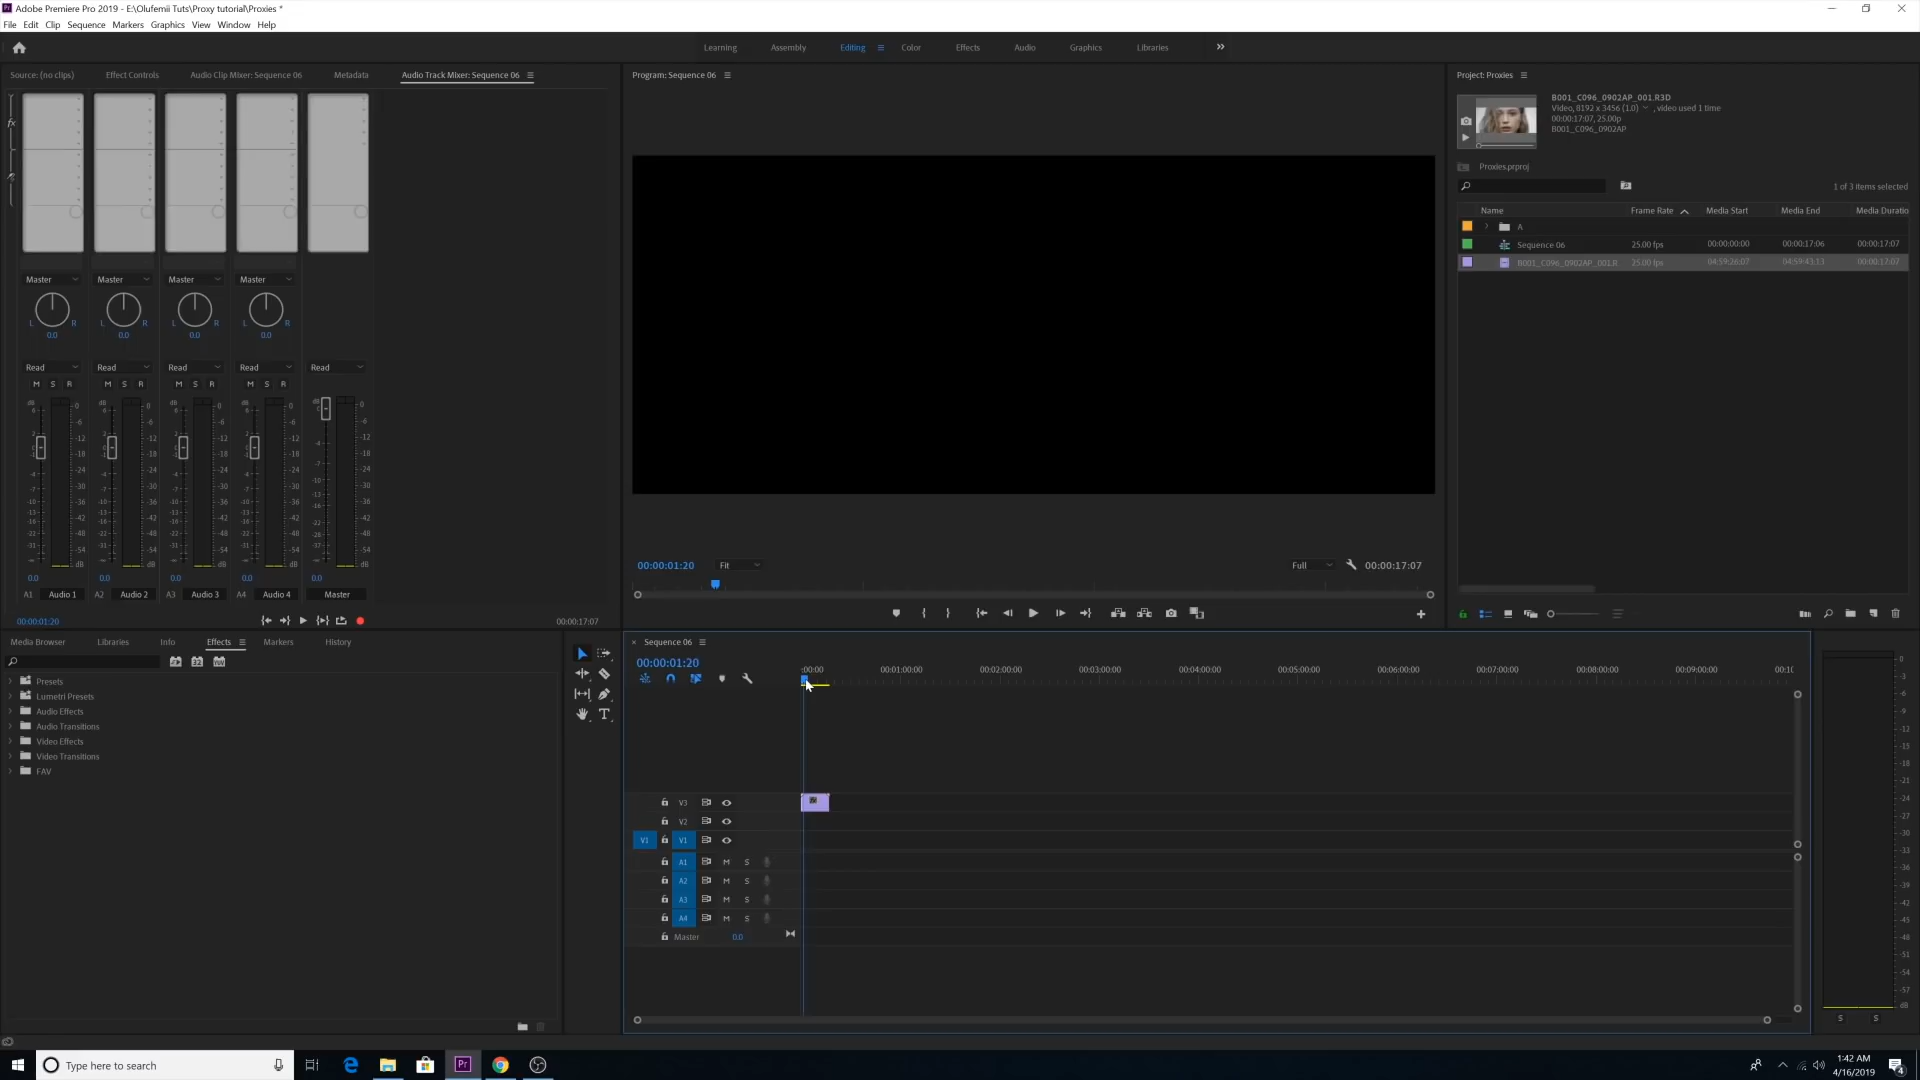 Adobe Premiere Pro 2019 - E:\Olufemii Tuts\Proxy tutorial\Proxies *
File Edit Clip Sequence Markers Graphics View Window Help
Learning Assembly Editing Color Effects Audio Graphics Libraries
Source: (no clips) Effect Controls Audio Clip Mixer: Sequence 06 Metadata Audio Track Mixer: Sequence 06
Program: Sequence 06
Project: Proxies
B001_C096_0902AP_001.R3D
Video, 8192 x 3456 (1.0) , video used 1 time
00:00:17:07, 25.00p
B001_C096_0902AP
Proxies.prproj
1 of 3 items selected
Name Frame Rate Media Start Media End Media Duratio
A
Sequence 06 25.00 fps 00:00:00:00 00:00:17:06 00:00:17:07
B001_C096_0902AP_001.R 25.00 fps 04:59:26:07 04:59:43:13 00:00:17:07
Master Master Master Master
L R L R L R L R
0.0 0.0 0.0 0.0
Read Read Read Read Read
M S R M S R M S R M S R
0.0 0.0 0.0 0.0 0.0
A1 Audio 1 A2 Audio 2 A3 Audio 3 A4 Audio 4 Master
00:00:01:20 00:00:17:07
00:00:01:20 Fit Full 00:00:17:07
Media Browser Libraries Info Effects Markers History
Presets
Lumetri Presets
Audio Effects
Audio Transitions
Video Effects
Video Transitions
FAV
Sequence 06
00:00:01:20
:00:00 00:01:00:00 00:02:00:00 00:03:00:00 00:04:00:00 00:05:00:00 00:06:00:00 00:07:00:00 00:08:00:00 00:09:00:00 00:10
V3
V2
V1 V1
A1 M S
A2 M S
A3 M S
A4 M S
Master 0.0
S S
Type here to search
1:42 AM
4/16/2019